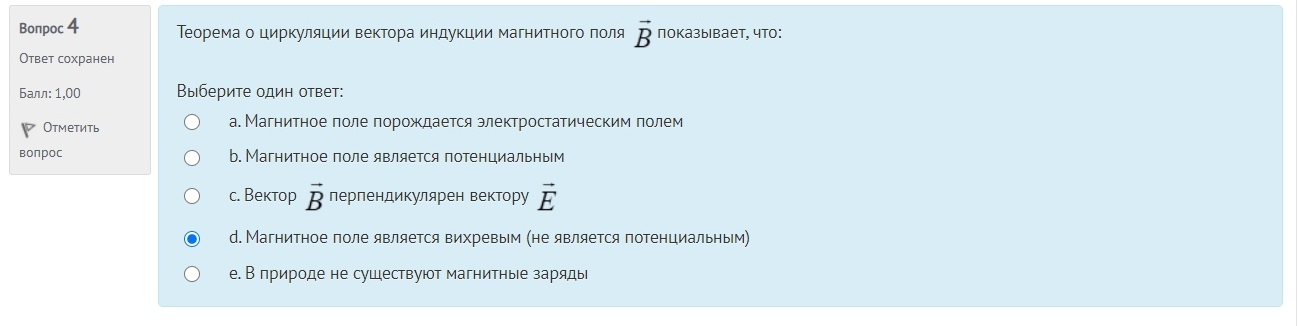 Вопрос 4
Ответ сохранен
Балл: 1,00
Отметить
вопрос
Теорема о циркуляции вектора индукции магнитного поля B⃗ показывает, что:
Выберите один ответ:
a. Магнитное поле порождается электростатическим полем
b. Магнитное поле является потенциальным
c. Вектор B⃗ перпендикулярен вектору E⃗
d. Магнитное поле является вихревым (не является потенциальным)
e. В природе не существуют магнитные заряды